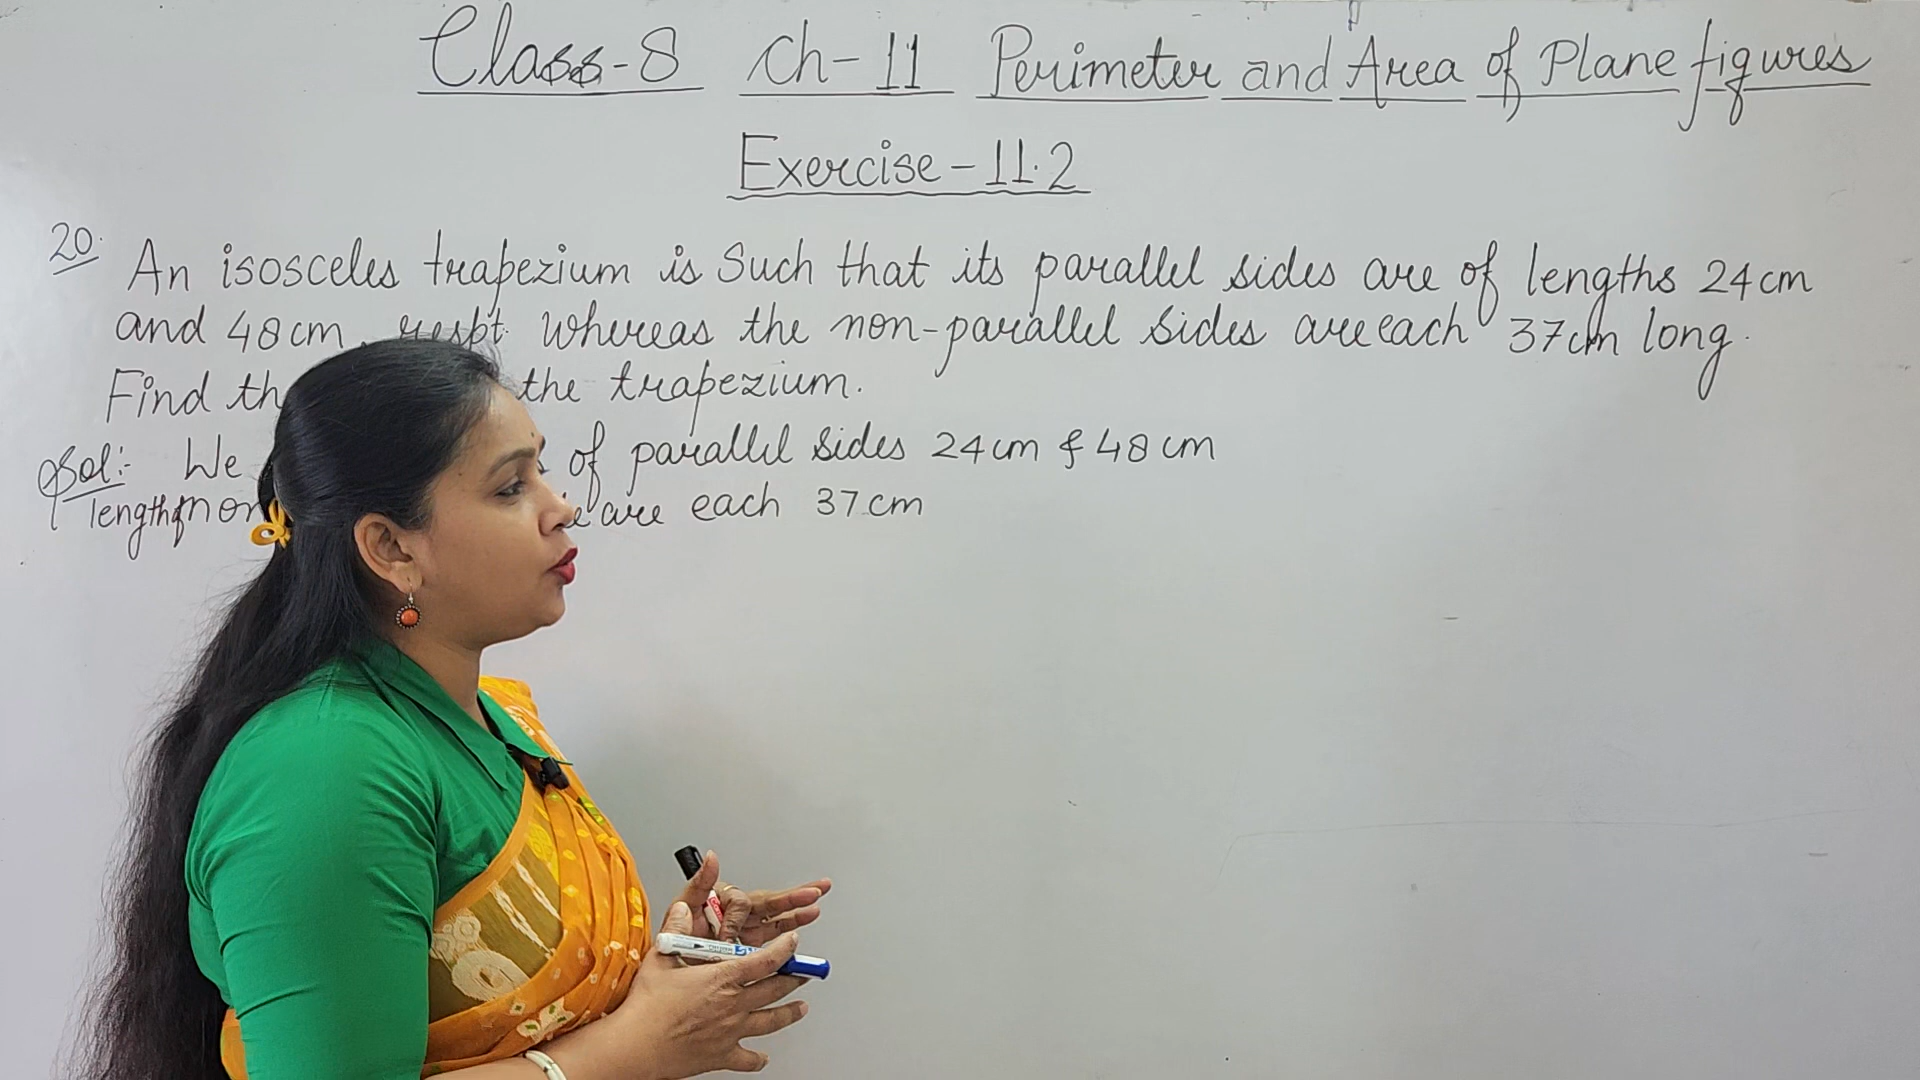 Class-8 Ch-11 Perimeter and Area of Plane figures
Exercise-11.2
20. An isosceles trapezium is Such that its parallel sides are of lengths 24cm
and 48cm, respt. Whereas the non-parallel sides are each 37cm long.
Find the trapezium.
Sol:- We of parallel sides 24cm & 48cm
length of non are each 37cm